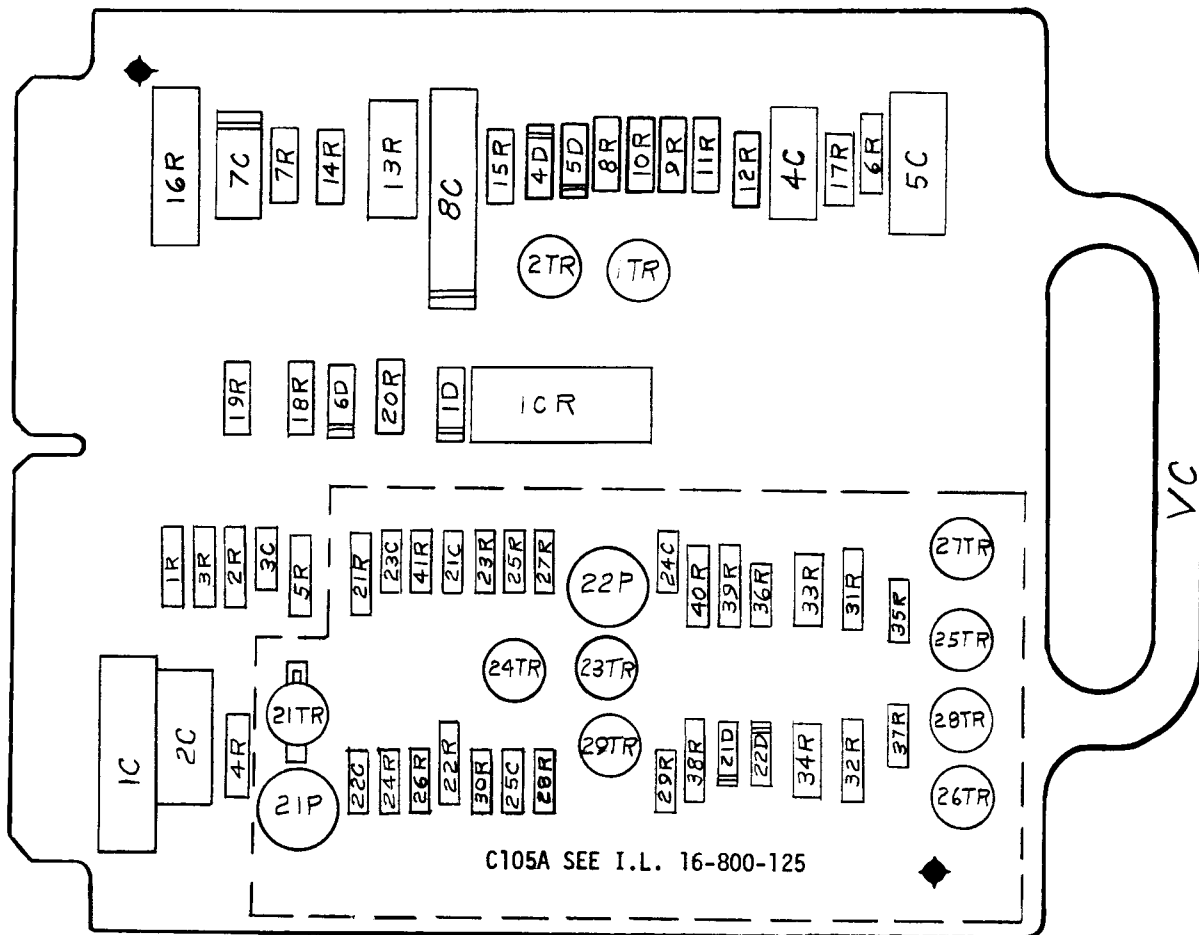 16R
7C
7R
14R
13R
8C
15R
4D
5D
8R
10R
9R
11R
12R
4C
17R
6R
5C
2TR
1TR
19R
18R
6D
20R
1D
1CR
VC
1R
3R
2R
3C
5R
21R
23C
41R
21C
23R
25R
27R
22P
24C
40R
39R
36R
33R
31R
35R
27TR
25TR
24TR
23TR
21TR
29TR
1C
2C
4R
21P
22C
24R
26R
22R
30R
25C
28R
29R
38R
21D
22D
34R
32R
37R
28TR
26TR
C105A SEE I.L. 16-800-125